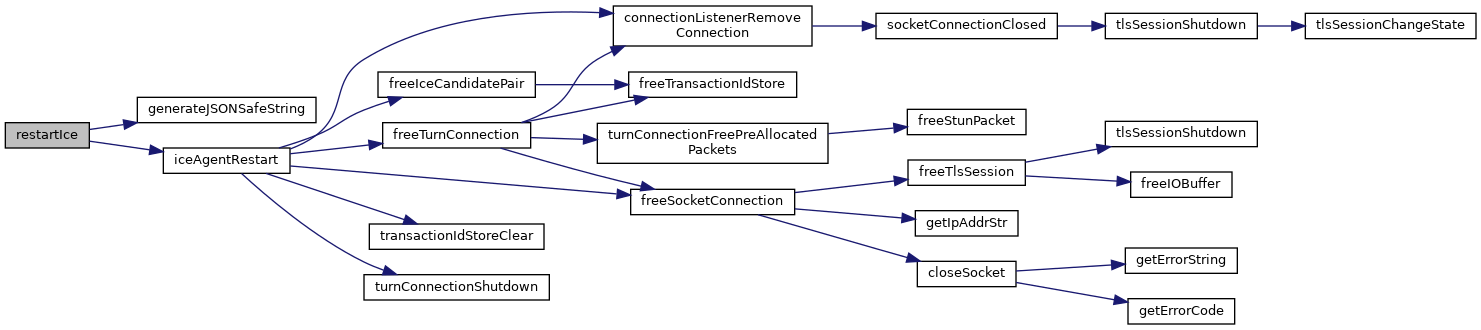 restartIce
generateJSONSafeString
iceAgentRestart
connectionListenerRemove
Connection
freeIceCandidatePair
freeTurnConnection
freeSocketConnection
transactionIdStoreClear
turnConnectionShutdown
socketConnectionClosed
tlsSessionShutdown
tlsSessionChangeState
freeTransactionIdStore
turnConnectionFreePreAllocated
Packets
freeStunPacket
freeTlsSession
getIpAddrStr
closeSocket
tlsSessionShutdown
freeIOBuffer
getErrorString
getErrorCode